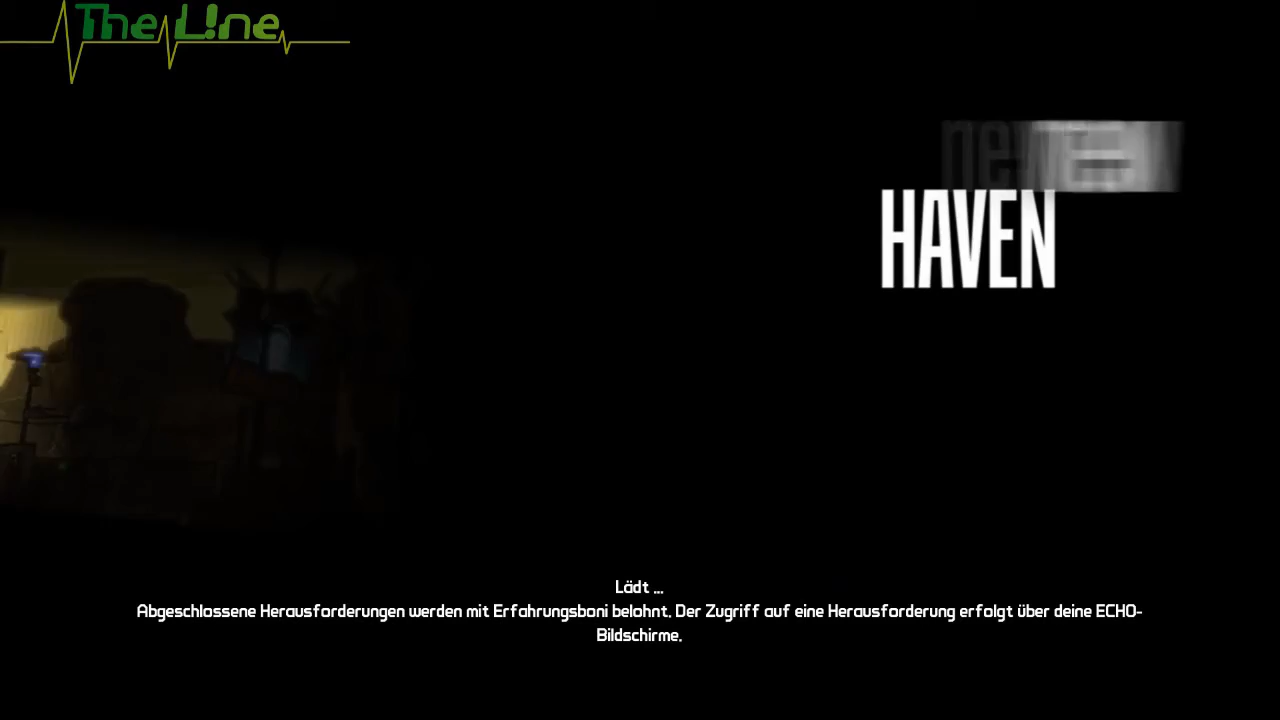 The L!ne
new
HAVEN
Lädt ...
Abgeschlossene Herausforderungen werden mit Erfahrungsboni belohnt. Der Zugriff auf eine Herausforderung erfolgt über deine ECHO-
Bildschirme.